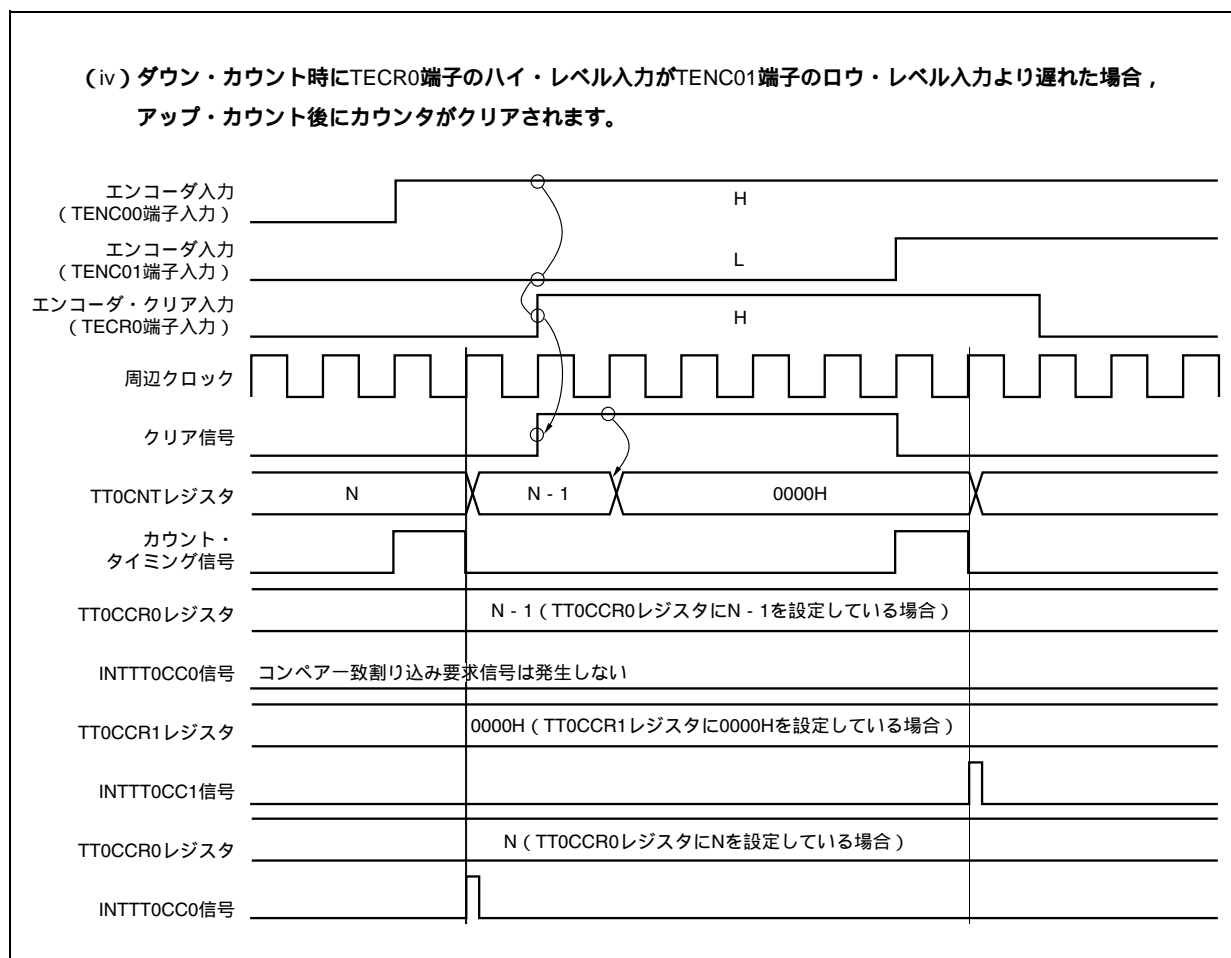 （iv）ダウン・カウント時にTECR0端子のハイ・レベル入力がTENC01端子のロウ・レベル入力より遅れた場合，
アップ・カウント後にカウンタがクリアされます。
エンコーダ入力
（TENC00端子入力）
H
エンコーダ入力
（TENC01端子入力）
L
エンコーダ・クリア入力
（TECR0端子入力）
H
周辺クロック
クリア信号
TT0CNTレジスタ
N
N - 1
0000H
カウント・
タイミング信号
TT0CCR0レジスタ
N - 1（TT0CCR0レジスタにN - 1を設定している場合）
INTTT0CC0信号
コンペア一致割り込み要求信号は発生しない
TT0CCR1レジスタ
0000H（TT0CCR1レジスタに0000Hを設定している場合）
INTTT0CC1信号
TT0CCR0レジスタ
N（TT0CCR0レジスタにNを設定している場合）
INTTT0CC0信号